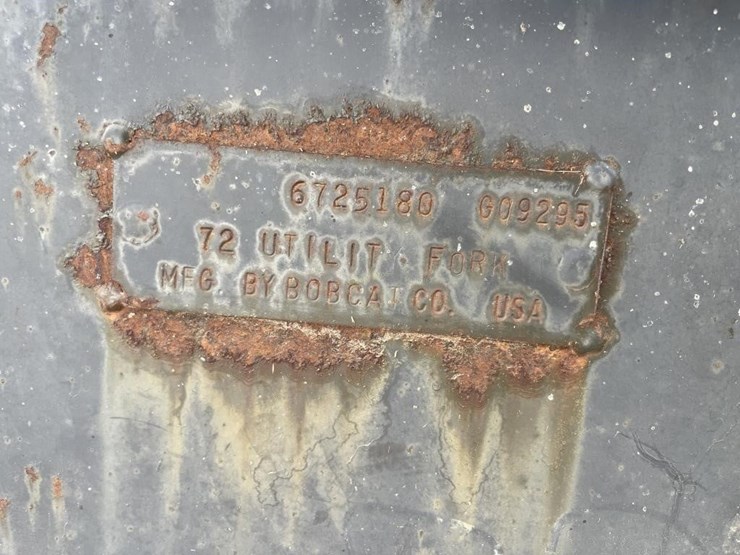 6725180 G09295
72 UTILIT FORK
MFG. BY BOBCAT CO. USA